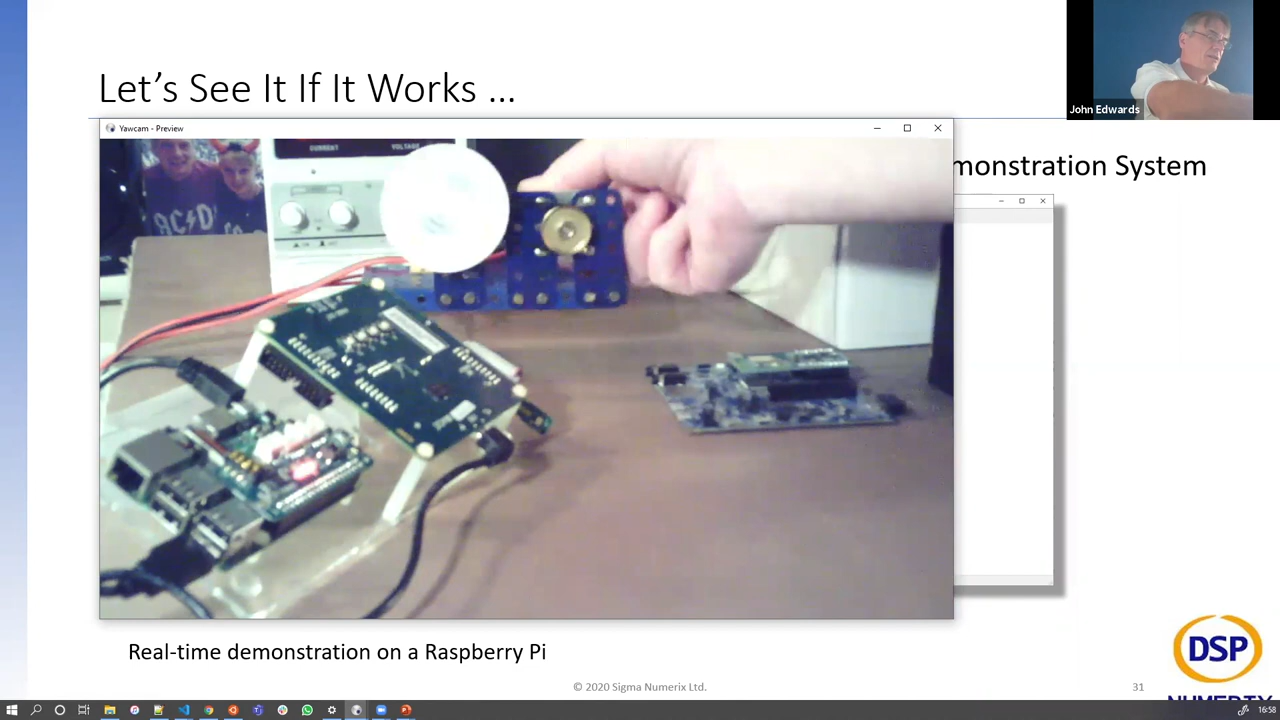 Let's See It If It Works ...
John Edwards
Yawcam - Preview
monstration System
CURRENT
VOLTAGE
AC⚡D
Real-time demonstration on a Raspberry Pi
© 2020 Sigma Numerix Ltd.
31
DSP
NUMERIX
16:58